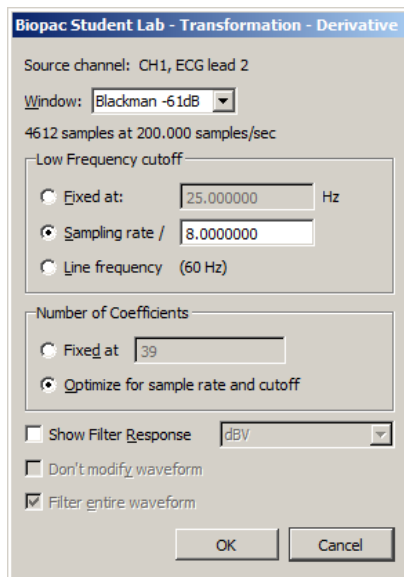 Biopac Student Lab - Transformation - Derivative
Source channel: CH1, ECG lead 2
Window: Blackman -61dB
4612 samples at 200.000 samples/sec
Low Frequency cutoff
Fixed at: 25.000000 Hz
Sampling rate / 8.0000000
Line frequency (60 Hz)
Number of Coefficients
Fixed at 39
Optimize for sample rate and cutoff
Show Filter Response dBV
Don't modify waveform
Filter entire waveform
OK Cancel